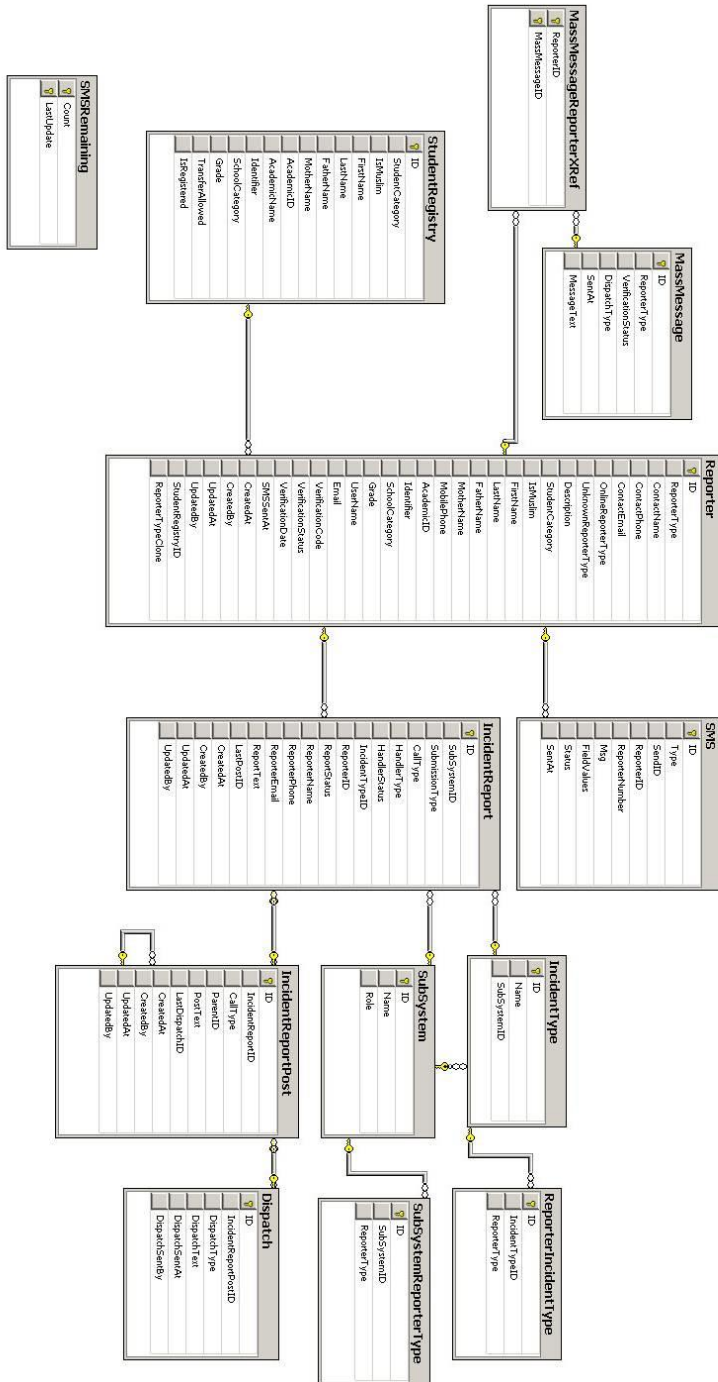 MassMessageReporterXRef
ReporterID
MassMessageID
MassMessage
ID
ReporterType
VerificationStatus
DispatchType
SentAt
MessageText
StudentRegistry
ID
StudentCategory
IsMuslim
FirstName
LastName
FatherName
MotherName
AcademicID
AcademicName
Identifier
SchoolCategory
Grade
TransferAllowed
IsRegistered
SMSRemaining
Count
LastUpdate
Reporter
ID
ReporterType
ContactName
ContactPhone
ContactEmail
OnlineReporterType
UnknownReporterType
Description
StudentCategory
IsMuslim
FirstName
LastName
FatherName
MotherName
MobilePhone
AcademicID
Identifier
SchoolCategory
Grade
UserName
Email
VerificationCode
VerificationStatus
VerificationDate
SMSSentAt
CreatedAt
CreatedBy
UpdatedAt
UpdatedBy
StudentRegistryID
ReporterTypeClone
SMS
ID
Type
SendID
ReporterID
ReporterNumber
Msg
FieldValues
Status
SentAt
IncidentReport
ID
SubSystemID
SubmissionType
CallType
HandlerType
HandlerStatus
IncidentTypeID
ReporterID
ReportStatus
ReporterName
ReporterPhone
ReporterEmail
ReportText
LastPostID
CreatedAt
CreatedBy
UpdatedAt
UpdatedBy
IncidentType
ID
Name
SubSystemID
SubSystem
ID
Name
Role
IncidentReportPost
ID
IncidentReportID
CallType
ParentID
PostText
LastDispatchID
CreatedAt
CreatedBy
UpdatedAt
UpdatedBy
ReporterIncidentType
ID
IncidentTypeID
ReporterType
SubSystemReporterType
ID
SubSystemID
ReporterType
Dispatch
ID
IncidentReportPostID
DispatchType
DispatchText
DispatchSentAt
DispatchSentBy